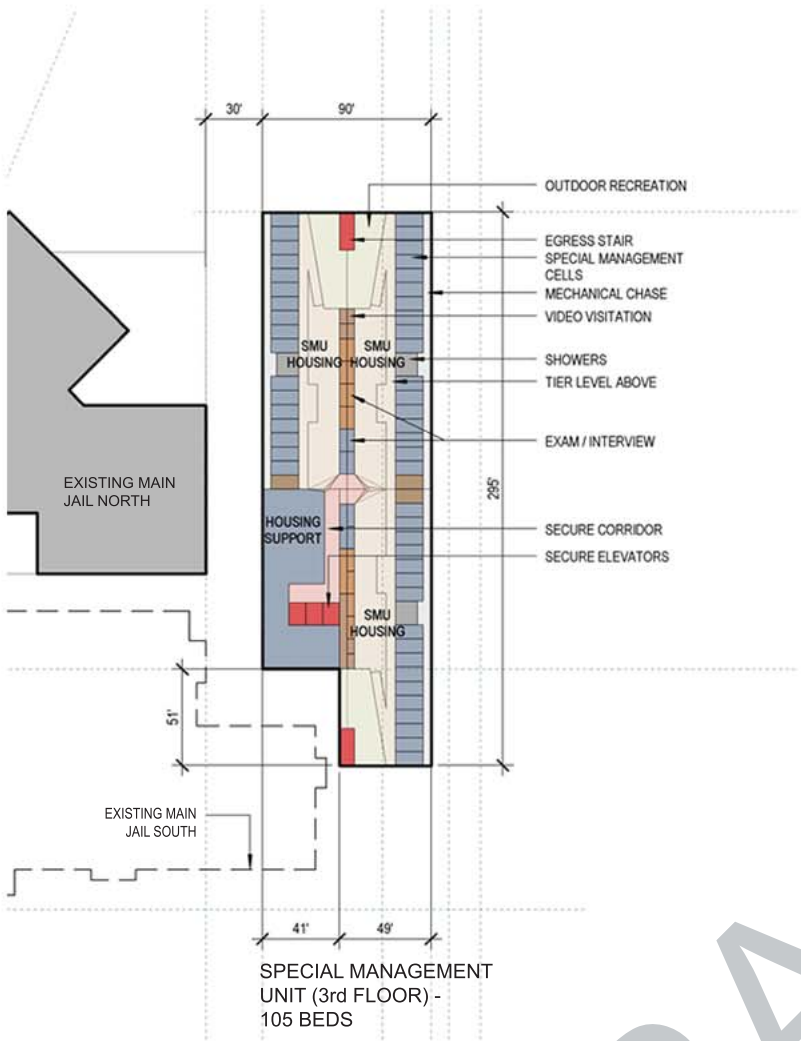 30'
90'
OUTDOOR RECREATION
EGRESS STAIR
SPECIAL MANAGEMENT
CELLS
MECHANICAL CHASE
VIDEO VISITATION
SMU
HOUSING
SMU
HOUSING
SHOWERS
TIER LEVEL ABOVE
EXAM / INTERVIEW
EXISTING MAIN
JAIL NORTH
295'
HOUSING
SUPPORT
SECURE CORRIDOR
SECURE ELEVATORS
SMU
HOUSING
51'
EXISTING MAIN
JAIL SOUTH
41'
49'
SPECIAL MANAGEMENT
UNIT (3rd FLOOR) -
105 BEDS